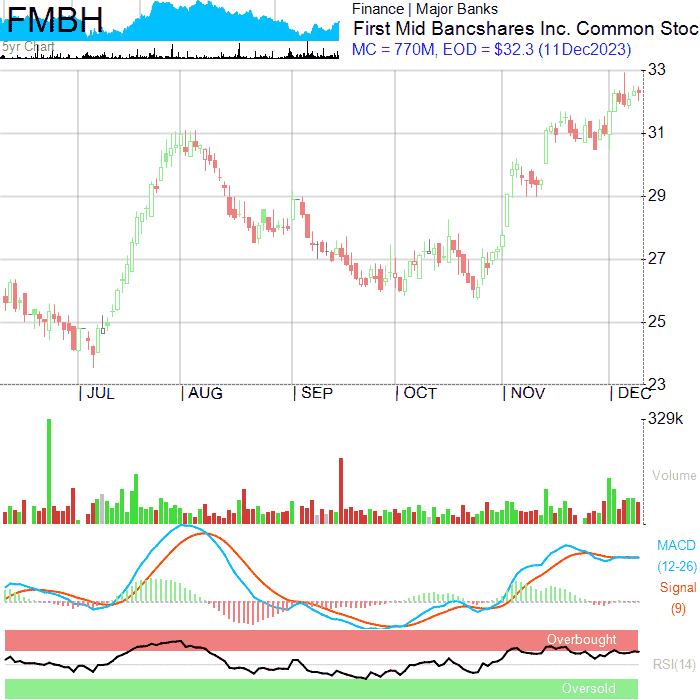 FMBH
5yr Chart
Finance | Major Banks
First Mid Bancshares Inc. Common Stoc
MC = 770M, EOD = $32.3 (11Dec2023)
33
31
29
27
25
23
JUL
AUG
SEP
OCT
NOV
DEC
329k
Volume
MACD
(12-26)
Signal
(9)
Overbought
RSI(14)
Oversold